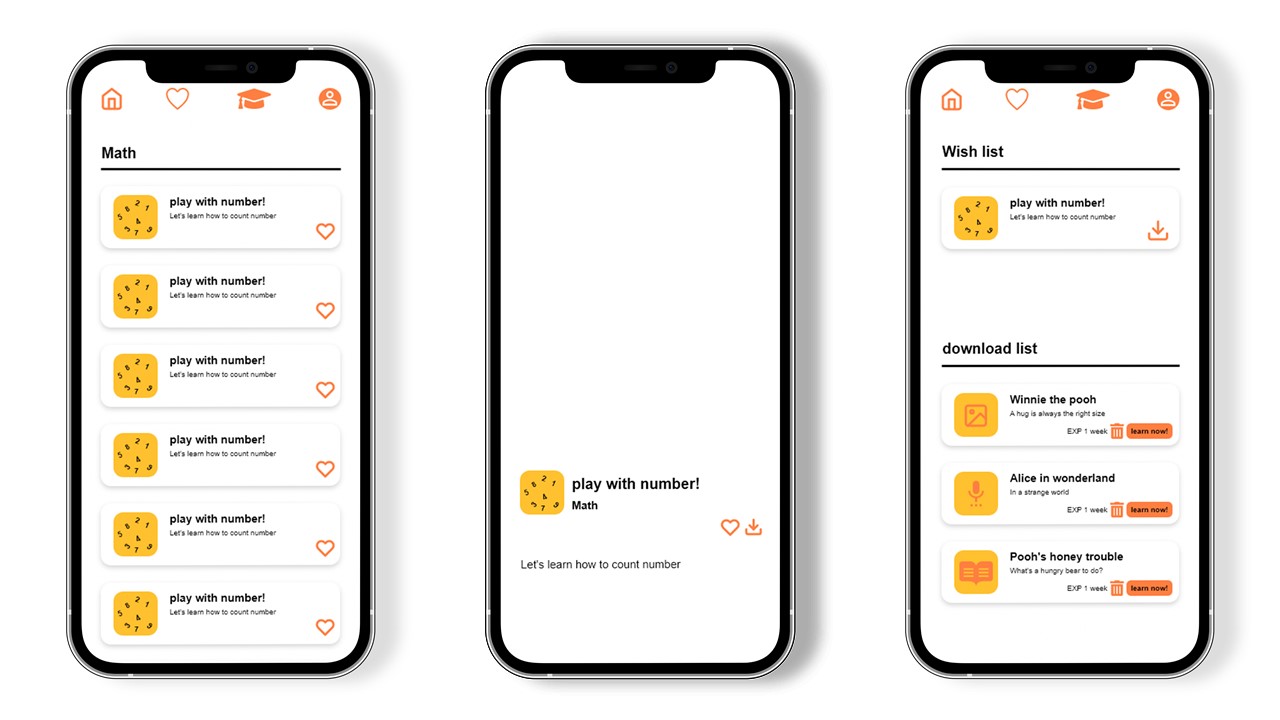 Math
play with number!
Let's learn how to count number
play with number!
Let's learn how to count number
play with number!
Let's learn how to count number
play with number!
Let's learn how to count number
play with number!
Let's learn how to count number
play with number!
Let's learn how to count number
play with number!
Math
Let's learn how to count number
Wish list
play with number!
Let's learn how to count number
download list
Winnie the pooh
A hug is always the right size
EXP 1 week learn now!
Alice in wonderland
In a strange world
EXP 1 week learn now!
Pooh's honey trouble
What's a hungry bear to do?
EXP 1 week learn now!